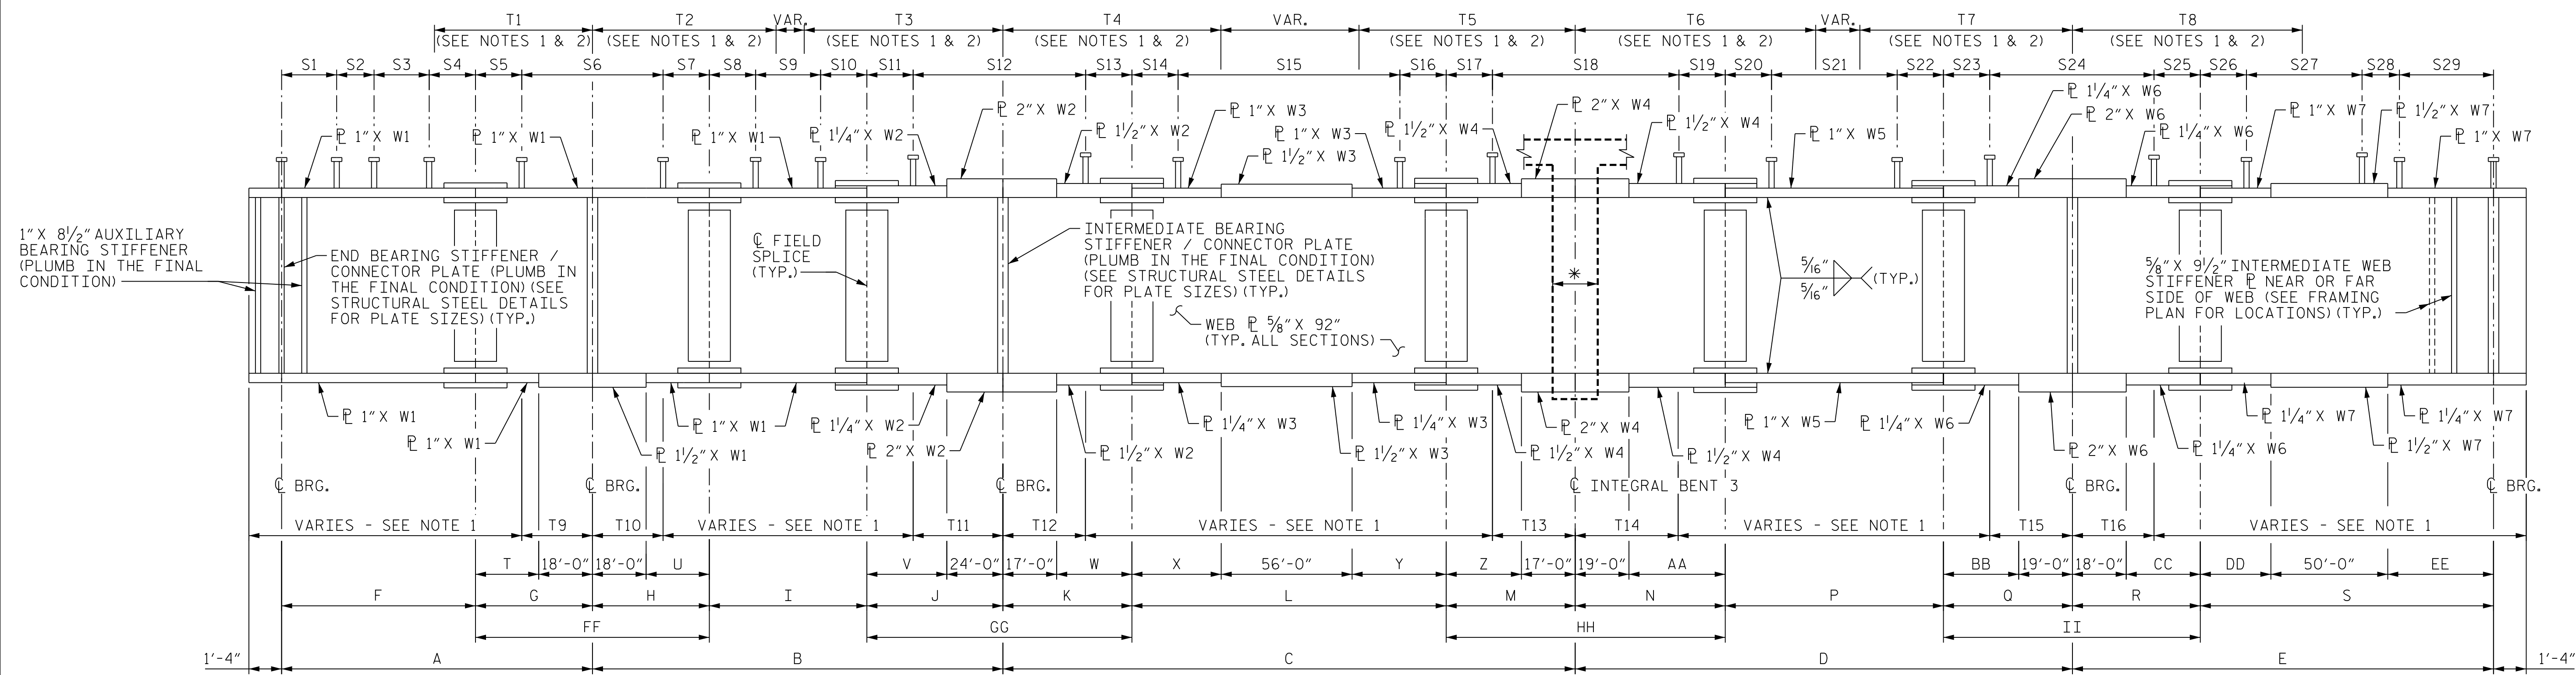 T1 T2 VAR. T3 T4 VAR. T5 T6 VAR. T7 T8
(SEE NOTES 1 & 2) (SEE NOTES 1 & 2) (SEE NOTES 1 & 2) (SEE NOTES 1 & 2) (SEE NOTES 1 & 2) (SEE NOTES 1 & 2) (SEE NOTES 1 & 2) (SEE NOTES 1 & 2)
S1 S2 S3 S4 S5 S6 S7 S8 S9 S10 S11 S12 S13 S14 S15 S16 S17 S18 S19 S20 S21 S22 S23 S24 S25 S26 S27 S28 S29
℄ 1" X W1
℄ 1" X W1
℄ 1" X W1
℄ 1¼" X W2
℄ 2" X W2
℄ 1½" X W2
℄ 1" X W3
℄ 1" X W3
℄ 1½" X W3
℄ 1½" X W4
℄ 2" X W4
℄ 1½" X W4
℄ 1" X W5
℄ 1¼" X W6
℄ 2" X W6
℄ 1¼" X W6
℄ 1" X W7
℄ 1½" X W7
℄ 1" X W7
1" X 8½" AUXILIARY
BEARING STIFFENER
(PLUMB IN THE FINAL
CONDITION)
END BEARING STIFFENER /
CONNECTOR PLATE (PLUMB IN
THE FINAL CONDITION) (SEE
STRUCTURAL STEEL DETAILS
FOR PLATE SIZES) (TYP.)
℄ FIELD
SPLICE
(TYP.)
INTERMEDIATE BEARING
STIFFENER / CONNECTOR PLATE
(PLUMB IN THE FINAL CONDITION)
(SEE STRUCTURAL STEEL DETAILS
FOR PLATE SIZES) (TYP.)
WEB ℄ ⅝" X 92"
(TYP. ALL SECTIONS)
*
5/16"
5/16"
(TYP.)
⅝" X 9½" INTERMEDIATE WEB
STIFFENER ℄ NEAR OR FAR
SIDE OF WEB (SEE FRAMING
PLAN FOR LOCATIONS) (TYP.)
℄ 1" X W1
℄ 1" X W1
℄ 1½" X W1
℄ 1" X W1
℄ 1¼" X W2
℄ 2" X W2
℄ 1½" X W2
℄ 1¼" X W3
℄ 1½" X W3
℄ 1¼" X W3
℄ 1½" X W4
℄ 2" X W4
℄ 1½" X W4
℄ 1" X W5
℄ 1¼" X W6
℄ 2" X W6
℄ 1¼" X W6
℄ 1¼" X W7
℄ 1½" X W7
℄ 1¼" X W7
℄ BRG. ℄ BRG. ℄ BRG. ℄ INTEGRAL BENT 3 ℄ BRG. ℄ BRG.
VARIES - SEE NOTE 1 T9 T10 VARIES - SEE NOTE 1 T11 T12 VARIES - SEE NOTE 1 T13 T14 VARIES - SEE NOTE 1 T15 T16 VARIES - SEE NOTE 1
T 18'-0" 18'-0" U V 24'-0" 17'-0" W X 56'-0" Y Z 17'-0" 19'-0" AA BB 19'-0" 18'-0" CC DD 50'-0" EE
F G H I J K L M N P Q R S
FF GG HH II
1'-4" A B C D E 1'-4"